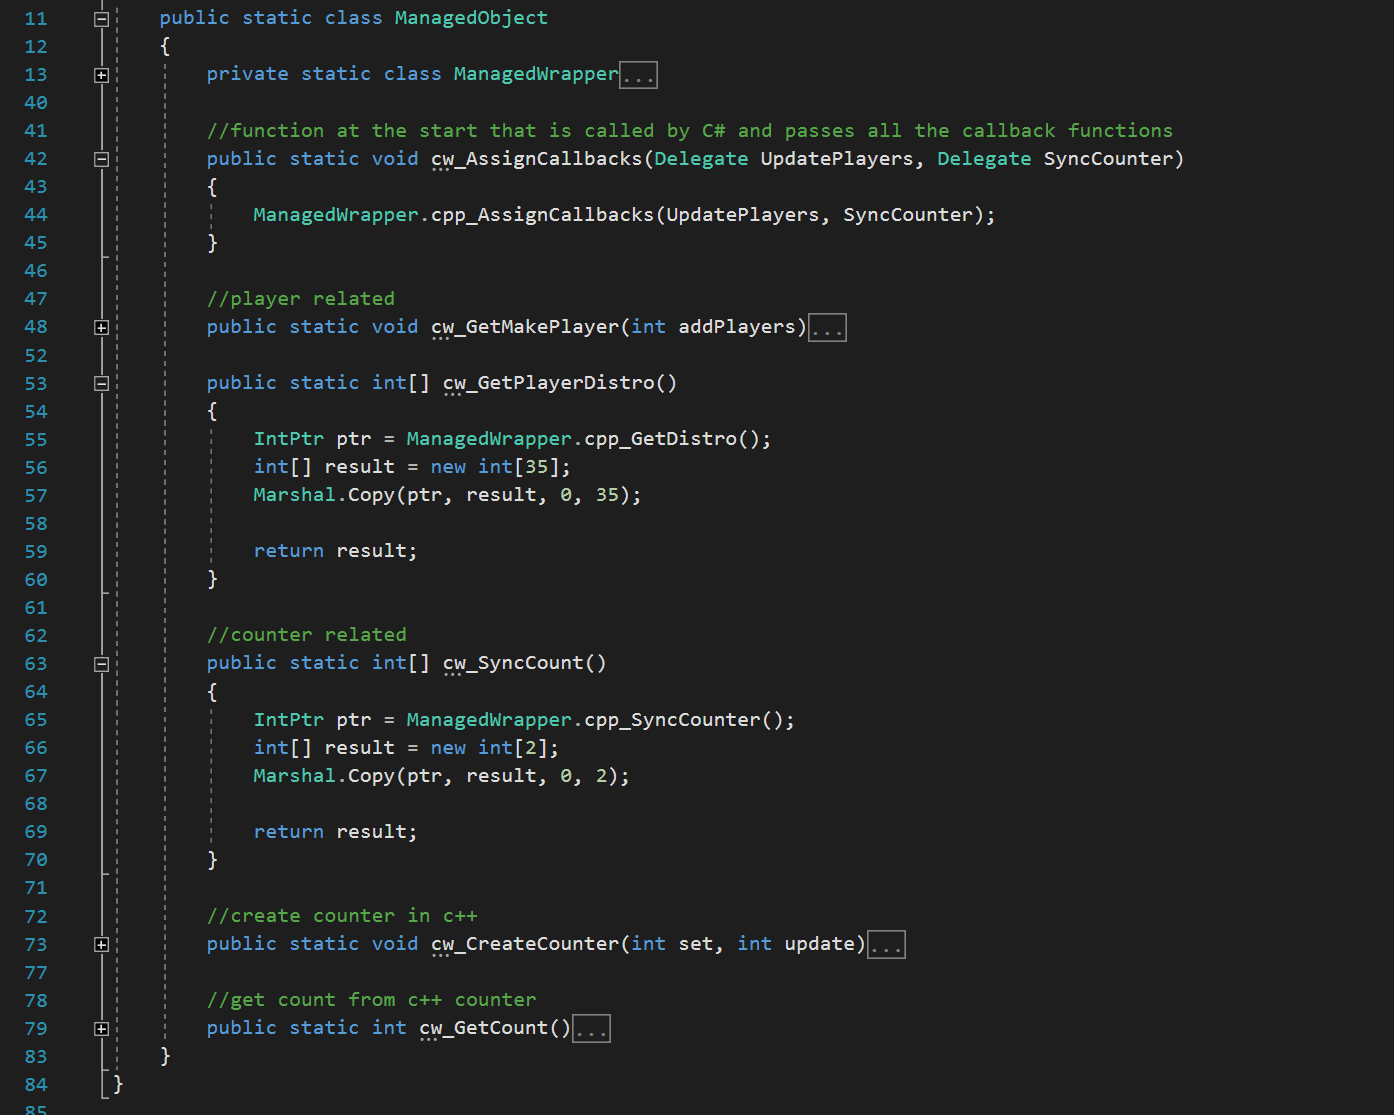 11 public static class ManagedObject
12 {
13 private static class ManagedWrapper...
40
41 //function at the start that is called by C# and passes all the callback functions
42 public static void cw_AssignCallbacks(Delegate UpdatePlayers, Delegate SyncCounter)
43 {
44 ManagedWrapper.cpp_AssignCallbacks(UpdatePlayers, SyncCounter);
45 }
46
47 //player related
48 public static void cw_GetMakePlayer(int addPlayers)...
52
53 public static int[] cw_GetPlayerDistro()
54 {
55 IntPtr ptr = ManagedWrapper.cpp_GetDistro();
56 int[] result = new int[35];
57 Marshal.Copy(ptr, result, 0, 35);
58
59 return result;
60 }
61
62 //counter related
63 public static int[] cw_SyncCount()
64 {
65 IntPtr ptr = ManagedWrapper.cpp_SyncCounter();
66 int[] result = new int[2];
67 Marshal.Copy(ptr, result, 0, 2);
68
69 return result;
70 }
71
72 //create counter in c++
73 public static void cw_CreateCounter(int set, int update)...
77
78 //get count from c++ counter
79 public static int cw_GetCount()...
83 }
84 }
85